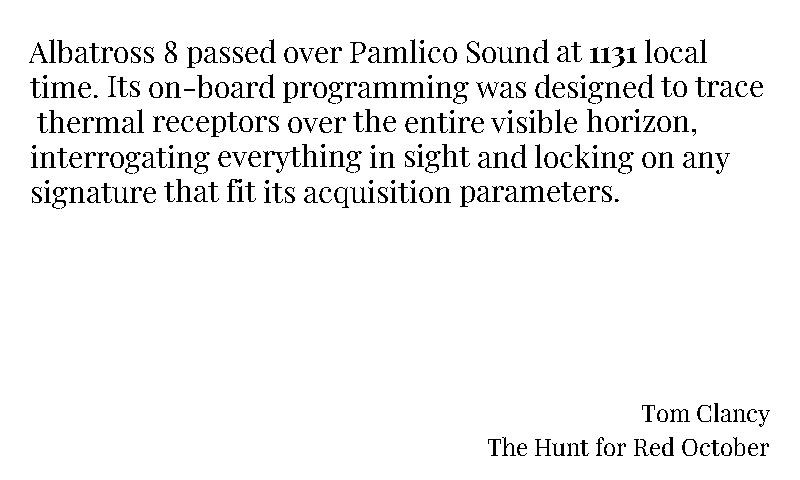 Albatross 8 passed over Pamlico Sound at 1131 local
time. Its on-board programming was designed to trace
thermal receptors over the entire visible horizon,
interrogating everything in sight and locking on any
signature that fit its acquisition parameters.
Tom Clancy
The Hunt for Red October